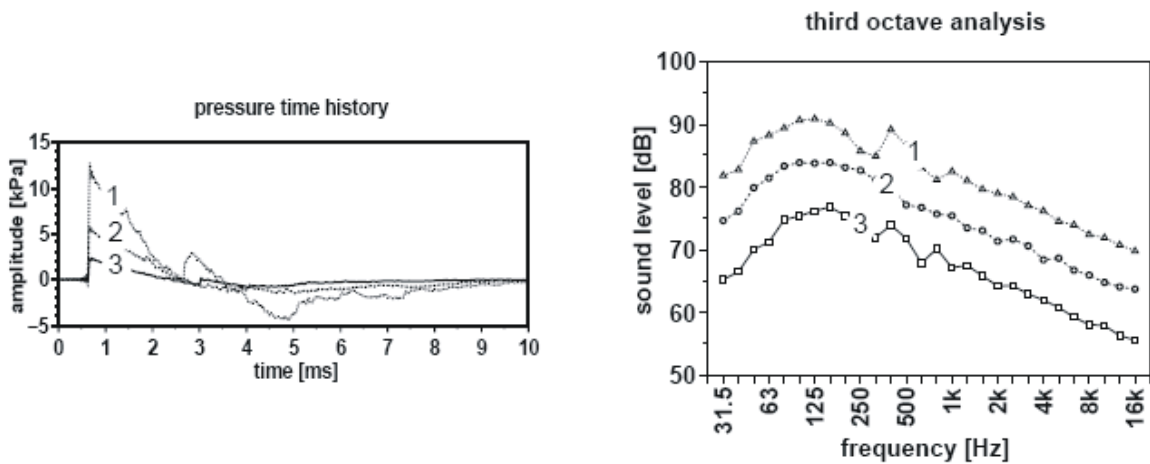 pressure time history
amplitude [kPa]
15
10
5
0
−5
1
2
3
0 1 2 3 4 5 6 7 8 9 10
time [ms]
third octave analysis
sound level [dB]
100
90
80
70
60
50
1
2
3
31.5 63 125 250 500 1k 2k 4k 8k 16k
frequency [Hz]